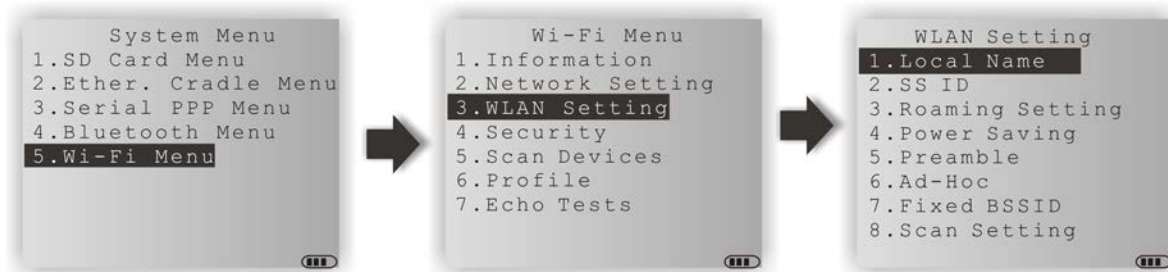 System Menu
1.SD Card Menu
2.Ether. Cradle Menu
3.Serial PPP Menu
4.Bluetooth Menu
5.Wi-Fi Menu
Wi-Fi Menu
1.Information
2.Network Setting
3.WLAN Setting
4.Security
5.Scan Devices
6.Profile
7.Echo Tests
WLAN Setting
1.Local Name
2.SS ID
3.Roaming Setting
4.Power Saving
5.Preamble
6.Ad-Hoc
7.Fixed BSSID
8.Scan Setting